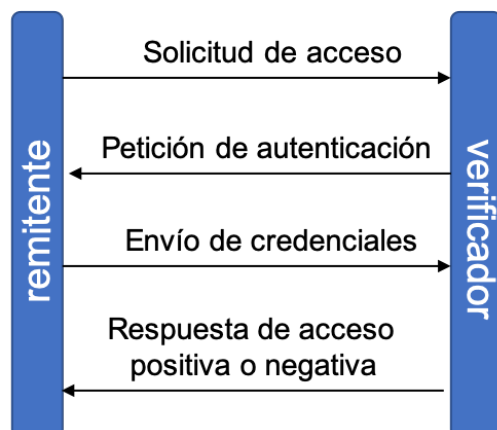 Solicitud de acceso
Petición de autenticación
Envío de credenciales
Respuesta de acceso
positiva o negativa
remitente
verificador